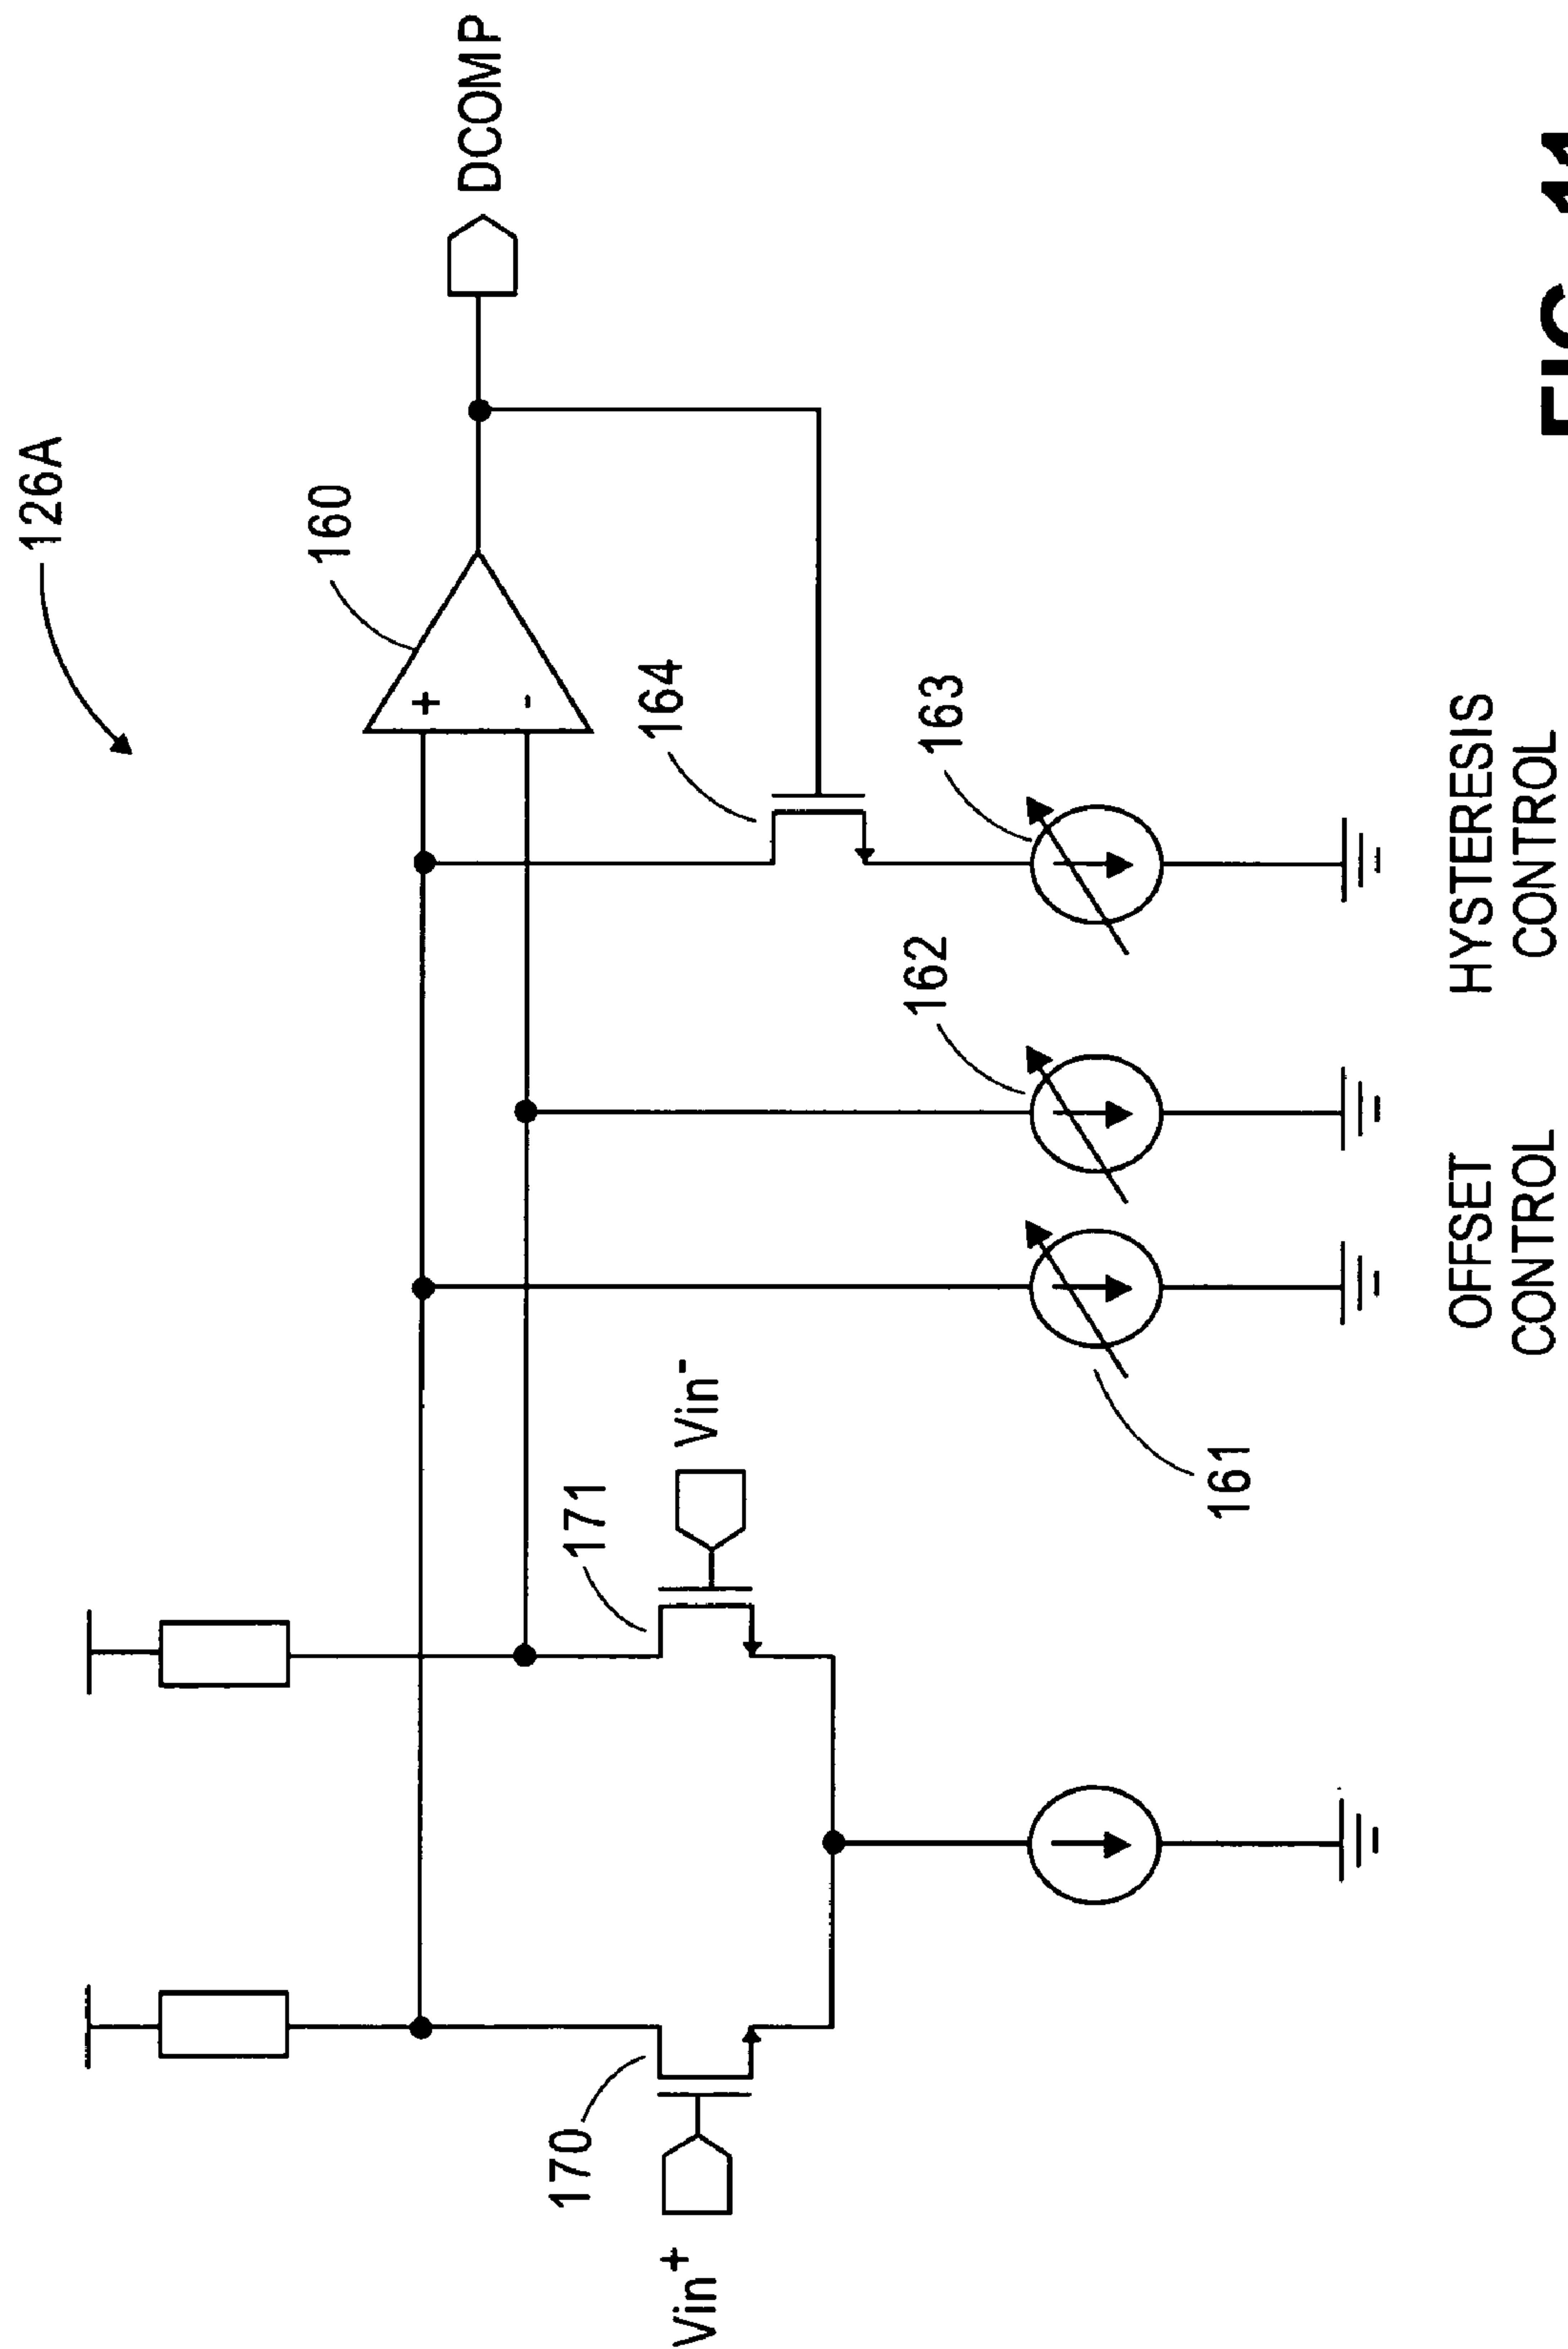 126A
160
DCOMP
164
163
162
161
171
Vin-
170
Vin+
OFFSET
CONTROL
HYSTERESIS
CONTROL